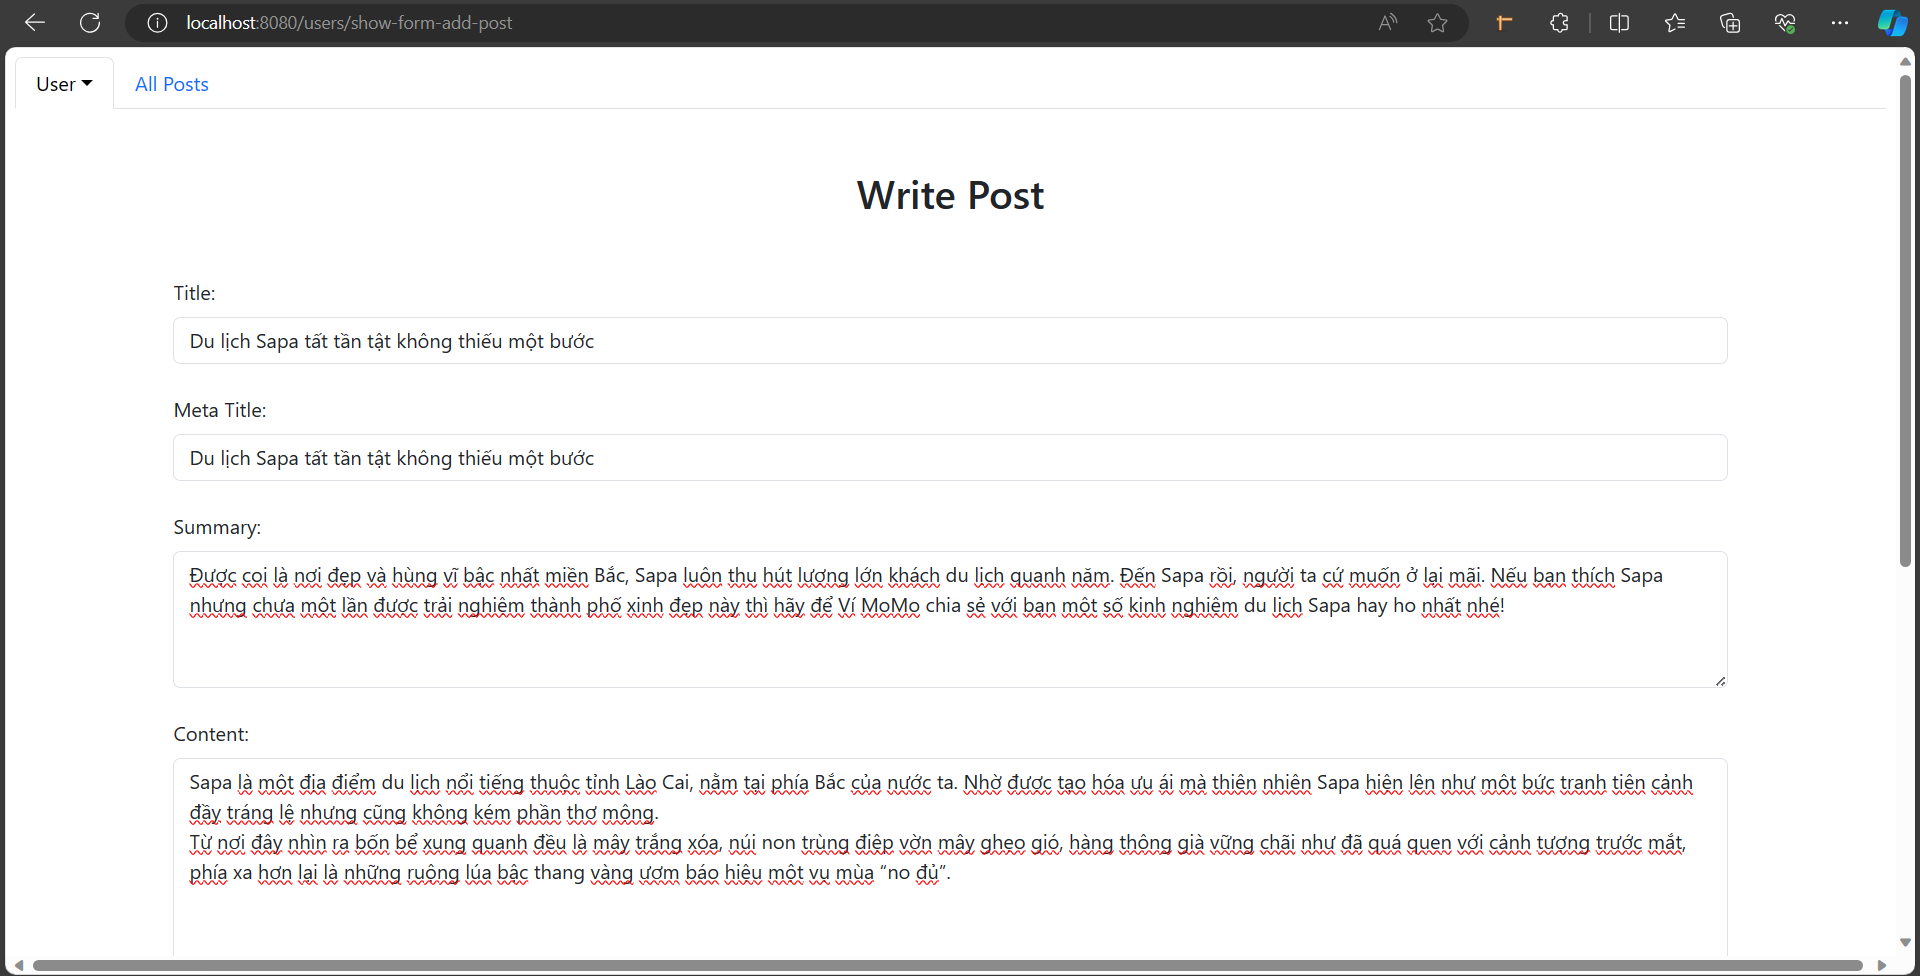 localhost:8080/users/show-form-add-post
User
All Posts
Write Post
Title:
Du lịch Sapa tất tần tật không thiếu một bước
Meta Title:
Du lịch Sapa tất tần tật không thiếu một bước
Summary:
Được coi là nơi đẹp và hùng vĩ bậc nhất miền Bắc, Sapa luôn thu hút lượng lớn khách du lịch quanh năm. Đến Sapa rồi, người ta cứ muốn ở lại mãi. Nếu bạn thích Sapa
nhưng chưa một lần được trải nghiệm thành phố xinh đẹp này thì hãy để Ví MoMo chia sẻ với bạn một số kinh nghiệm du lịch Sapa hay ho nhất nhé!
Content:
Sapa là một địa điểm du lịch nổi tiếng thuộc tỉnh Lào Cai, nằm tại phía Bắc của nước ta. Nhờ được tạo hóa ưu ái mà thiên nhiên Sapa hiện lên như một bức tranh tiên cảnh
đầy tráng lệ nhưng cũng không kém phần thơ mộng.
Từ nơi đây nhìn ra bốn bể xung quanh đều là mây trắng xóa, núi non trùng điệp vờn mây ghẹo gió, hàng thông già vững chãi như đã quá quen với cảnh tượng trước mắt,
phía xa hơn lại là những ruộng lúa bậc thang vàng ươm báo hiệu một vụ mùa “no đủ”.